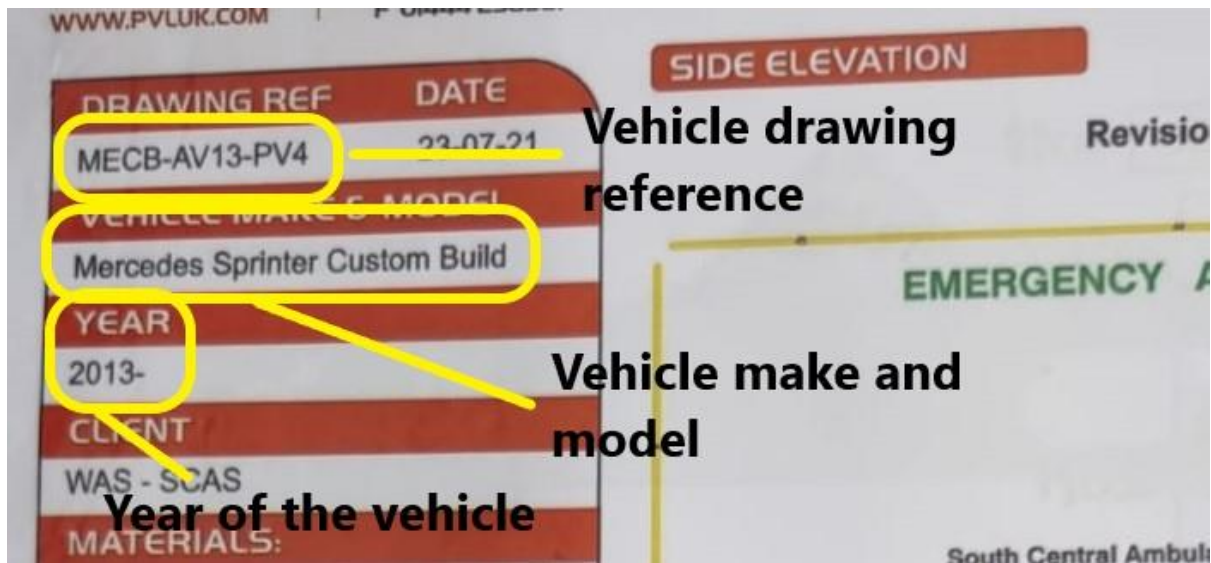 WWW.PVLUK.COM
SIDE ELEVATION
DRAWING REF DATE
MECB-AV13-PV4 23-07-21
Vehicle drawing
reference
Revisio
VEHICLE MAKE & MODEL
Mercedes Sprinter Custom Build
EMERGENCY A
YEAR
2013-
Vehicle make and
model
CLIENT
WAS - SCAS
Year of the vehicle
MATERIALS:
South Central Ambula